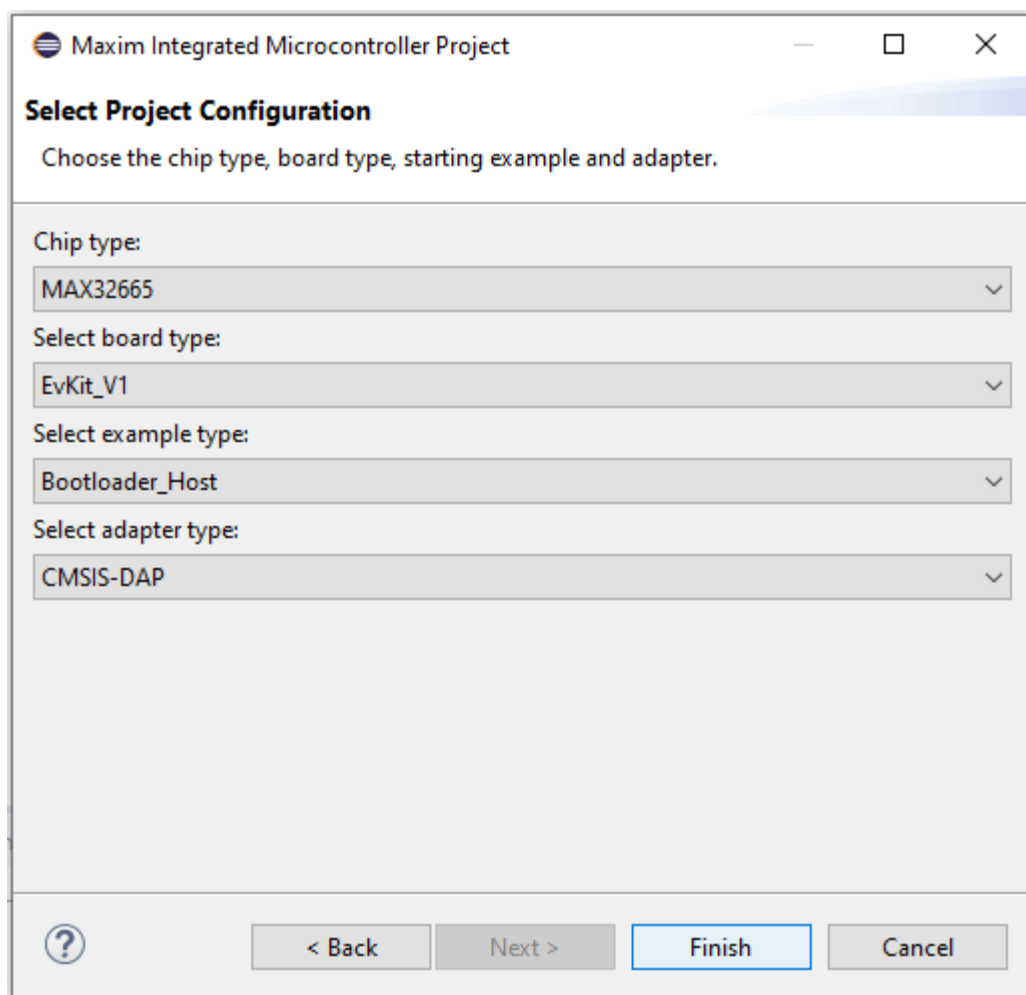 Maxim Integrated Microcontroller Project
Select Project Configuration
Choose the chip type, board type, starting example and adapter.
Chip type:
MAX32665
Select board type:
EvKit_V1
Select example type:
Bootloader_Host
Select adapter type:
CMSIS-DAP
? < Back Next > Finish Cancel